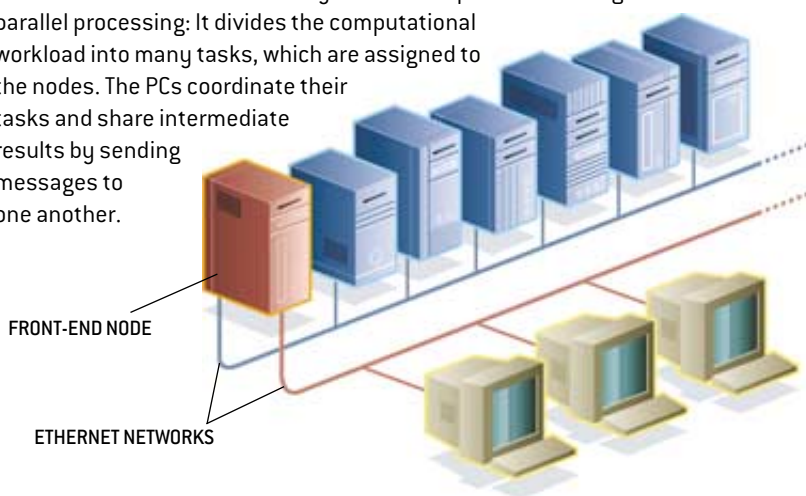 parallel processing: It divides the computational
workload into many tasks, which are assigned to
the nodes. The PCs coordinate their
tasks and share intermediate
results by sending
messages to
one another.
FRONT-END NODE
ETHERNET NETWORKS